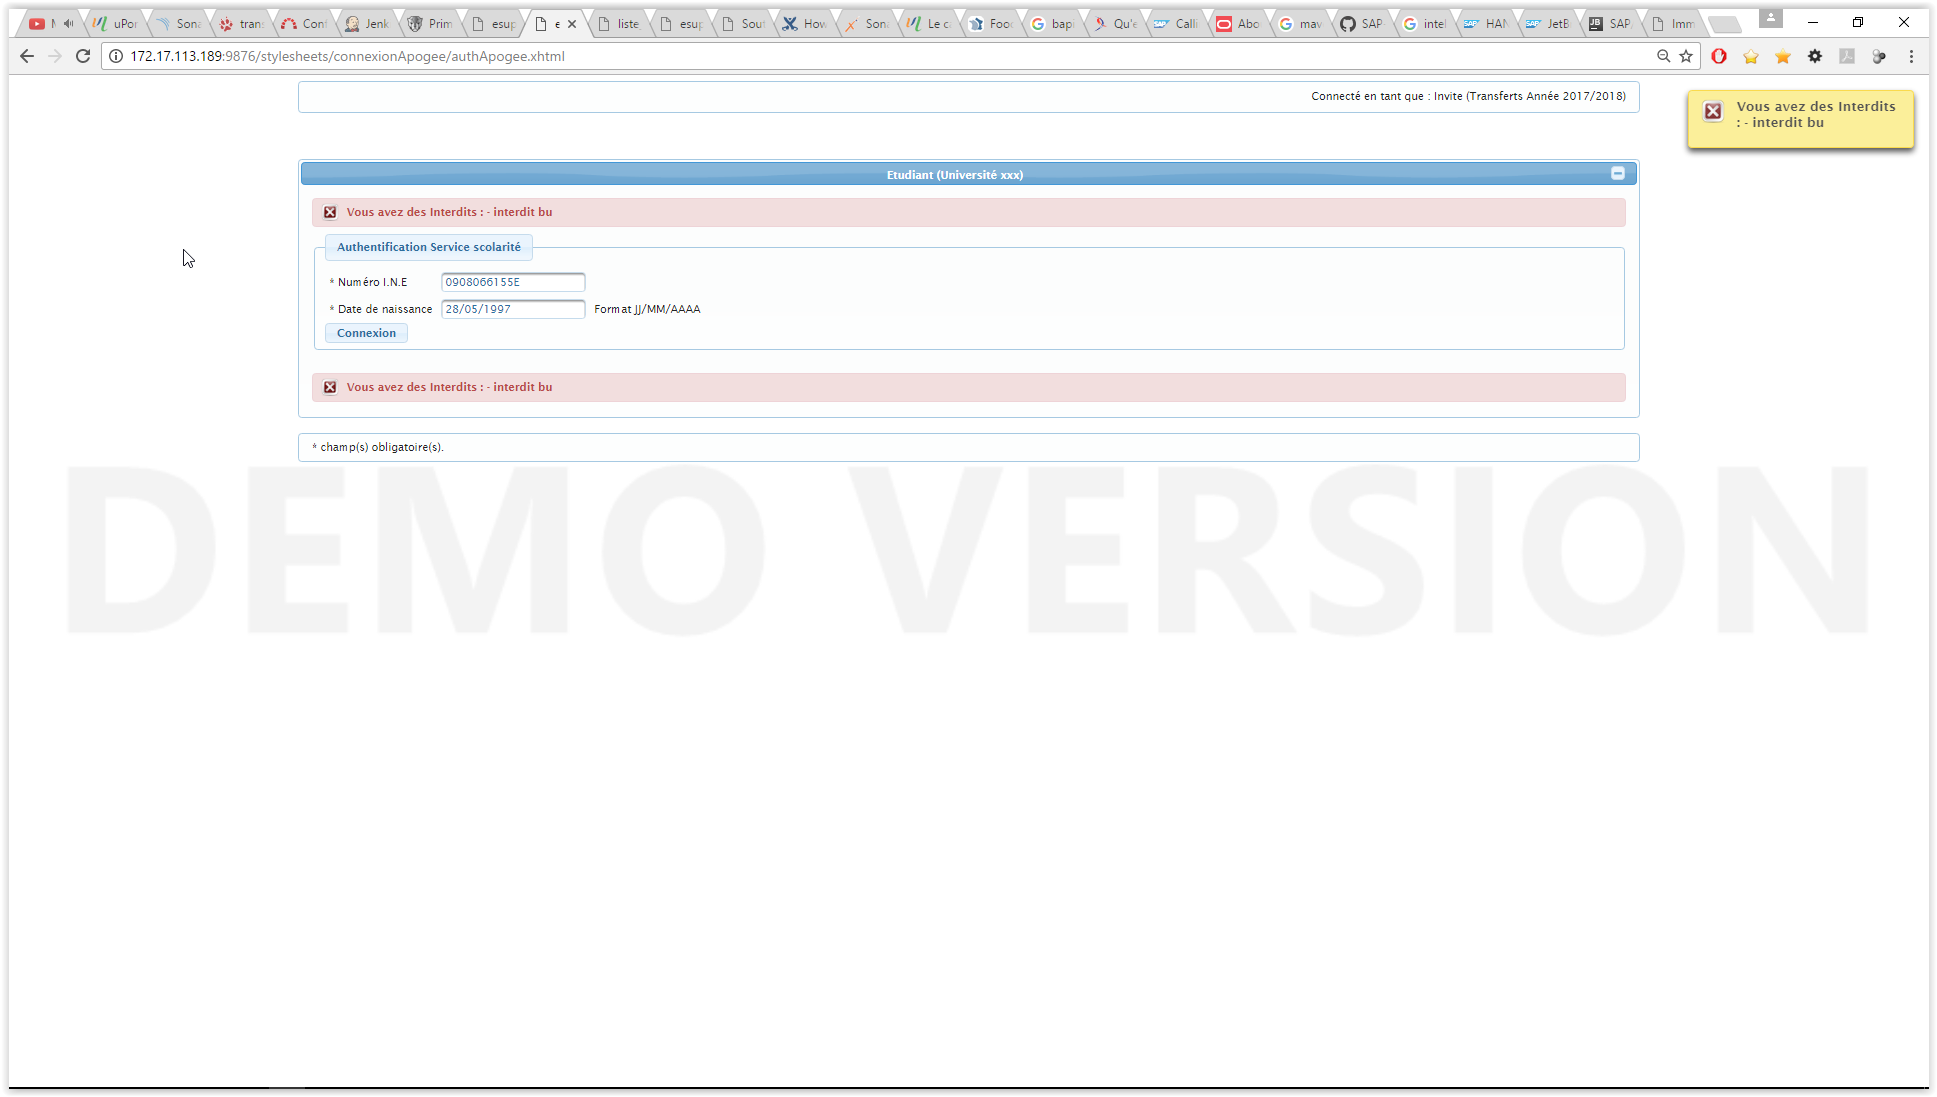 uPor
Sona
tran:
Con
Jenk
Prim
esup
e
liste
esup
Sout
How
Son
Le c
Foo
bapi
Qu'e
Calli
Abo
mav
SAP
intel
HAN
JetB
SAP
Imm
172.17.113.189:9876/stylesheets/connexionApogee/authApogee.xhtml
Connecté en tant que : Invite (Transferts Année 2017/2018)
Vous avez des Interdits
: - interdit bu
Etudiant (Université xxx)
Vous avez des Interdits : - interdit bu
Authentification Service scolarité
* Numéro I.N.E 0908066155E
* Date de naissance 28/05/1997 Format JJ/MM/AAAA
Connexion
Vous avez des Interdits : - interdit bu
* champ(s) obligatoire(s).
DEMO VERSION